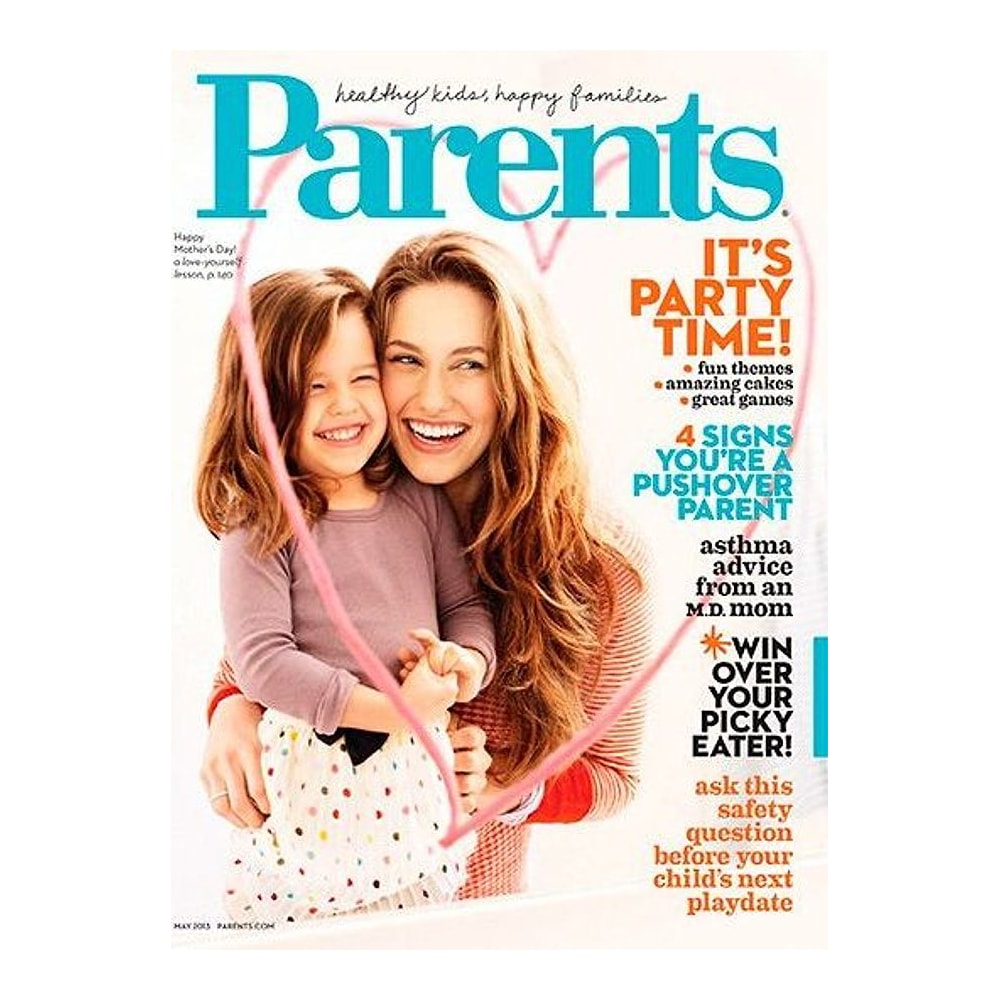 healthy kids, happy families
Parents
Happy
Mother's Day!
a love-yourself
lesson, p. 140
IT'S
PARTY
TIME!
• fun themes
• amazing cakes
• great games
4 SIGNS
YOU'RE A
PUSHOVER
PARENT
asthma
advice
from an
M.D. mom
*WIN
OVER
YOUR
PICKY
EATER!
ask this
safety
question
before your
child's next
playdate
MAY 2013 PARENTS.COM